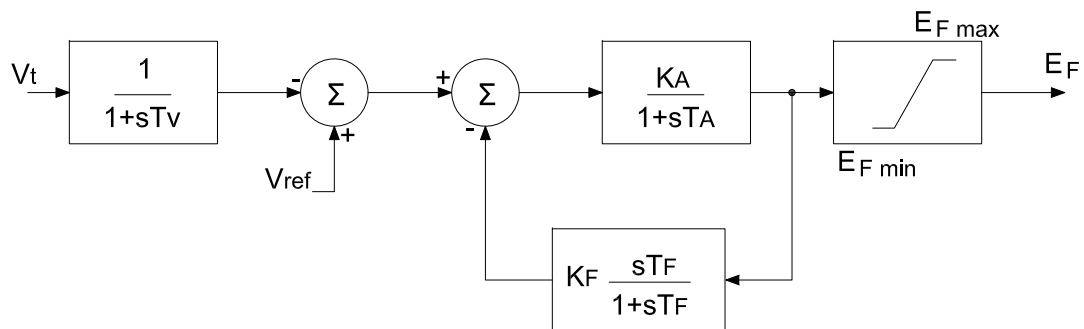 E F max
Vt
1
1+sTv
-
Σ
+
Vref
+
Σ
-
KA
1+sTA
E F
E F min
KF
sTF
1+sTF